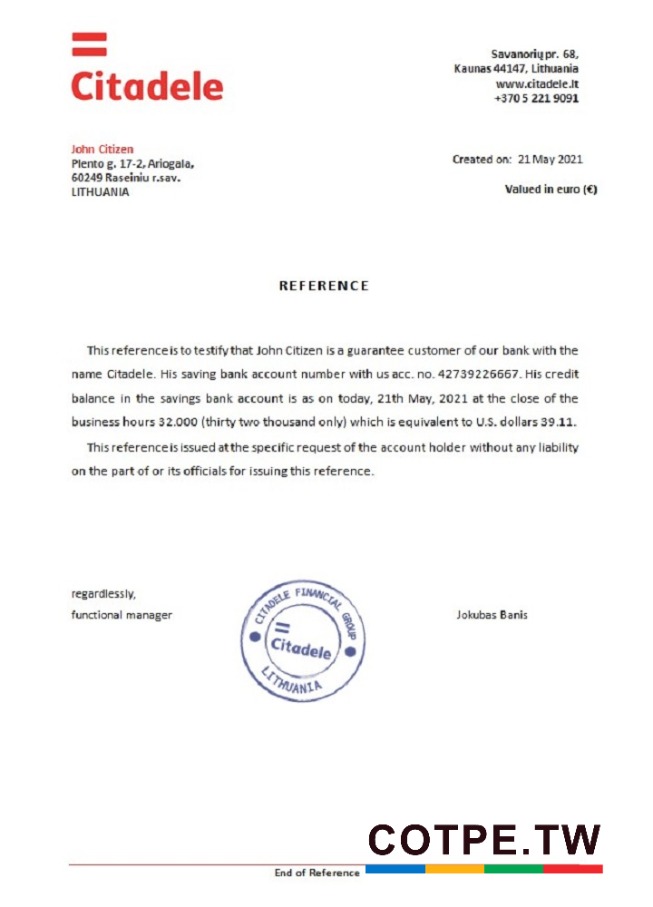 Citadele
Savanorių pr. 68,
Kaunas 44147, Lithuania
www.citadele.lt
+370 5 221 9091
John Citizen
Plento g. 17-2, Ariogala,
60249 Raseiniu r.sav.
LITHUANIA
Created on: 21 May 2021
Valued in euro (€)
REFERENCE
This reference is to testify that John Citizen is a guarantee customer of our bank with the
name Citadele. His saving bank account number with us acc. no. 42739226667. His credit
balance in the savings bank account is as on today, 21th May, 2021 at the close of the
business hours 32.000 (thirty two thousand only) which is equivalent to U.S. dollars 39.11.
This reference is issued at the specific request of the account holder without any liability
on the part of or its officials for issuing this reference.
regardlessly,
functional manager
CITADELE FINANCIAL GROUP
Citadele
LITHUANIA
Jokubas Banis
COTPE.TW
End of Reference